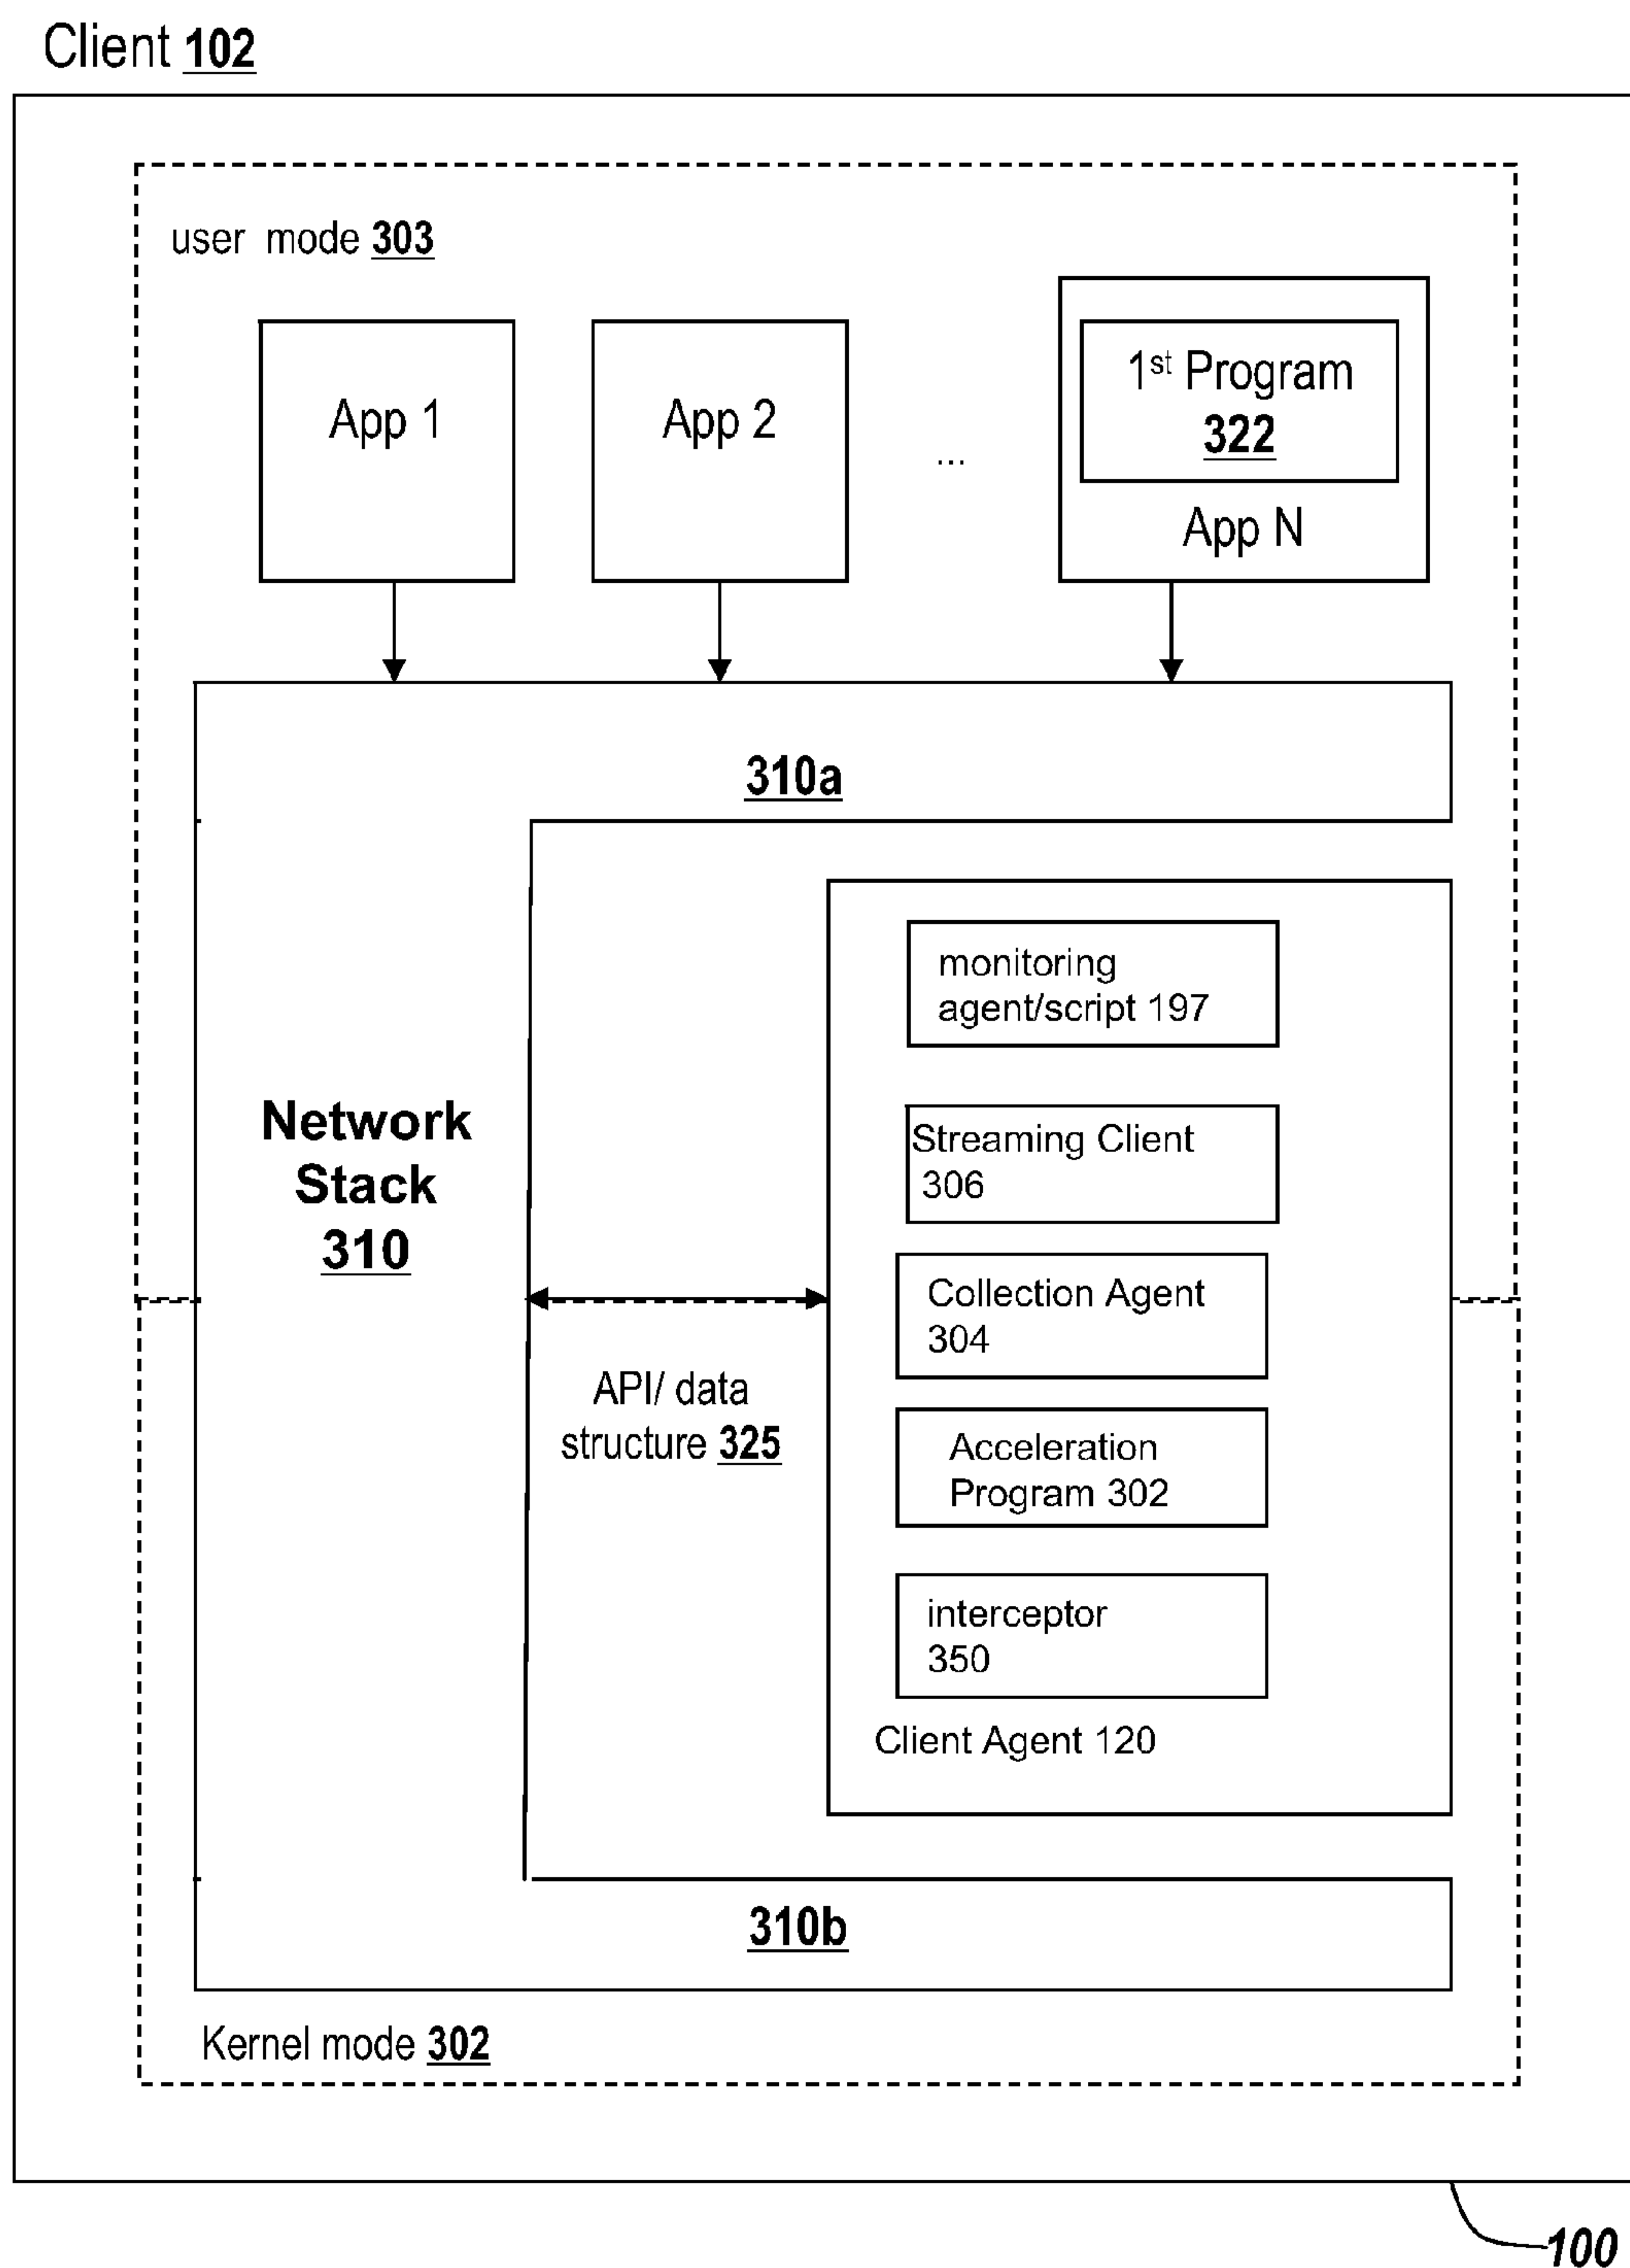 Client 102
user mode 303
App 1
App 2
...
1st Program
322
App N
310a
monitoring
agent/script 197
Streaming Client
306
Network
Stack
310
Collection Agent
304
API/ data
structure 325
Acceleration
Program 302
interceptor
350
Client Agent 120
310b
Kernel mode 302
100